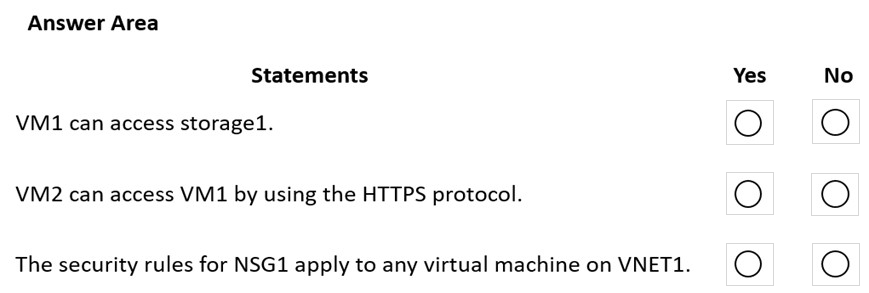 Answer Area
Statements Yes No
VM1 can access storage1.
VM2 can access VM1 by using the HTTPS protocol.
The security rules for NSG1 apply to any virtual machine on VNET1.